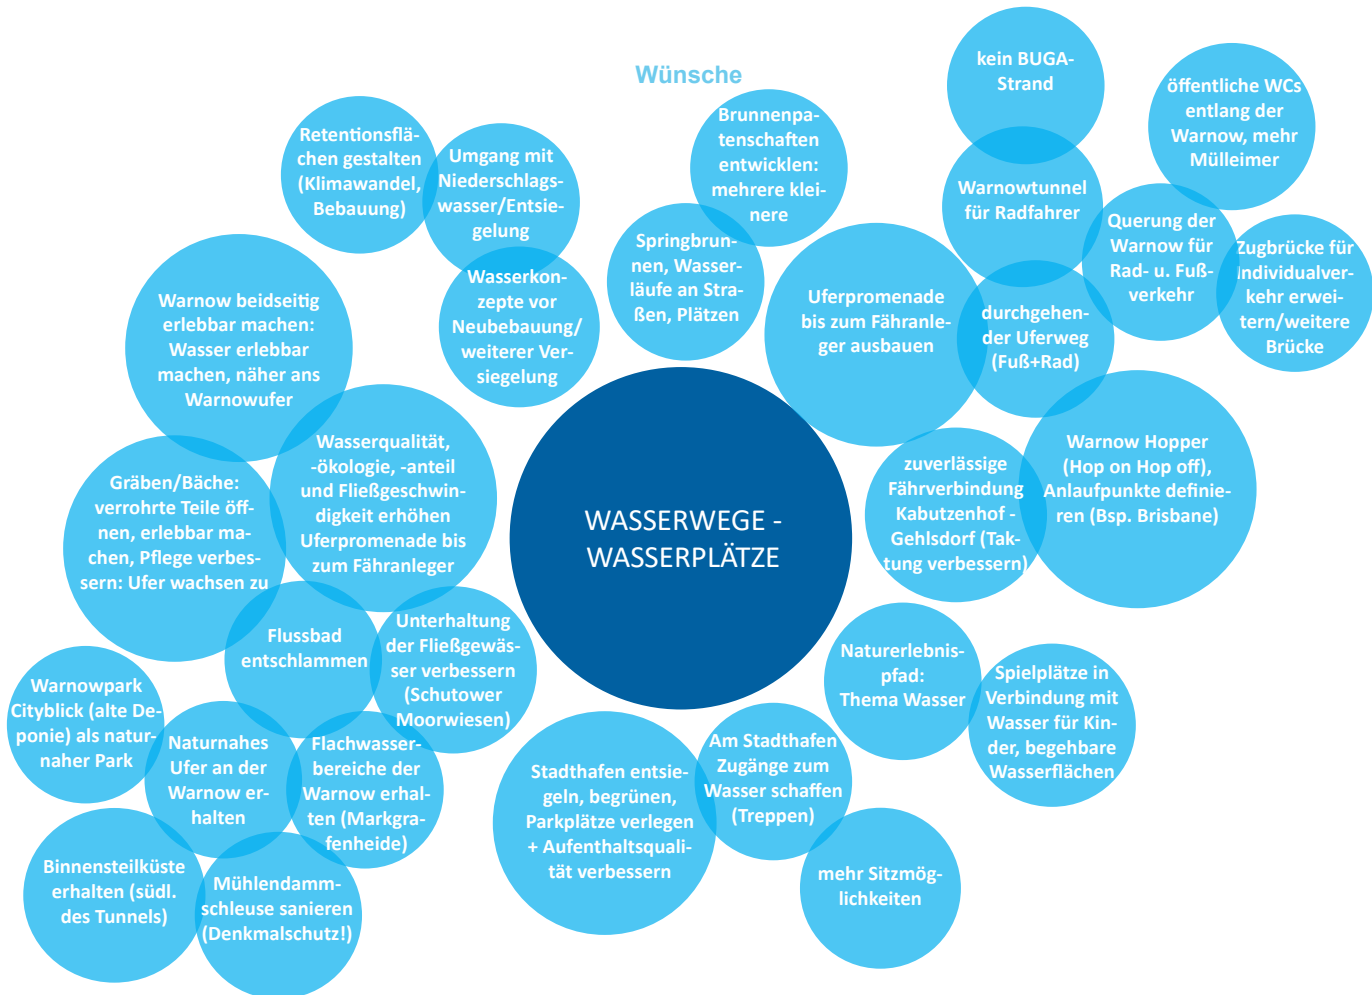 Wünsche
kein BUGA-
Strand
öffentliche WCs
entlang der
Warnow, mehr
Mülleimer
Brunnenpa-
tenschaften
entwicklen:
mehrere klei-
nere
Retentionsflä-
chen gestalten
(Klimawandel,
Bebauung)
Umgang mit
Niederschlags-
wasser/Entsie-
gelung
Warnowtunnel
für Radfahrer
Querung der
Warnow für
Rad- u. Fuß-
verkehr
Zugbrücke für
Individualver-
kehr erwei-
tern/weitere
Brücke
Springbrun-
nen, Wasser-
läufe an Stra-
ßen, Plätzen
Wasserkon-
zepte vor
Neubebauung/
weiterer Ver-
siegelung
Uferpromenade
bis zum Fähranle-
ger ausbauen
durchgehen-
der Uferweg
(Fuß+Rad)
Warnow beidseitig
erlebbar machen:
Wasser erlebbar
machen, näher ans
Warnowufer
Wasserqualität,
-ökologie, -anteil
und Fließgeschwin-
digkeit erhöhen
Uferpromenade bis
zum Fähranleger
zuverlässige
Fährverbindung
Kabutzenhof -
Gehlsdorf (Tak-
tung verbessern)
Warnow Hopper
(Hop on Hop off),
Anlaufpunkte definie-
ren (Bsp. Brisbane)
Gräben/Bäche:
verrohrte Teile öff-
nen, erlebbar ma-
chen, Pflege verbes-
sern: Ufer wachsen zu
WASSERWEGE -
WASSERPLÄTZE
Flussbad
entschlammen
Unterhaltung
der Fließgewäs-
ser verbessern
(Schutower
Moorwiesen)
Naturerlebnis-
pfad:
Thema Wasser
Spielplätze in
Verbindung mit
Wasser für Kin-
der, begehbare
Wasserflächen
Warnowpark
Cityblick (alte De-
ponie) als natur-
naher Park
Naturnahes
Ufer an der
Warnow er-
halten
Flachwasser-
bereiche der
Warnow erhal-
ten (Markgra-
fenheide)
Stadthafen entsie-
geln, begrünen,
Parkplätze verlegen
+ Aufenthaltsquali-
tät verbessern
Am Stadthafen
Zugänge zum
Wasser schaffen
(Treppen)
mehr Sitzmög-
lichkeiten
Binnensteilküste
erhalten (südl.
des Tunnels)
Mühlendamm-
schleuse sanieren
(Denkmalschutz!)